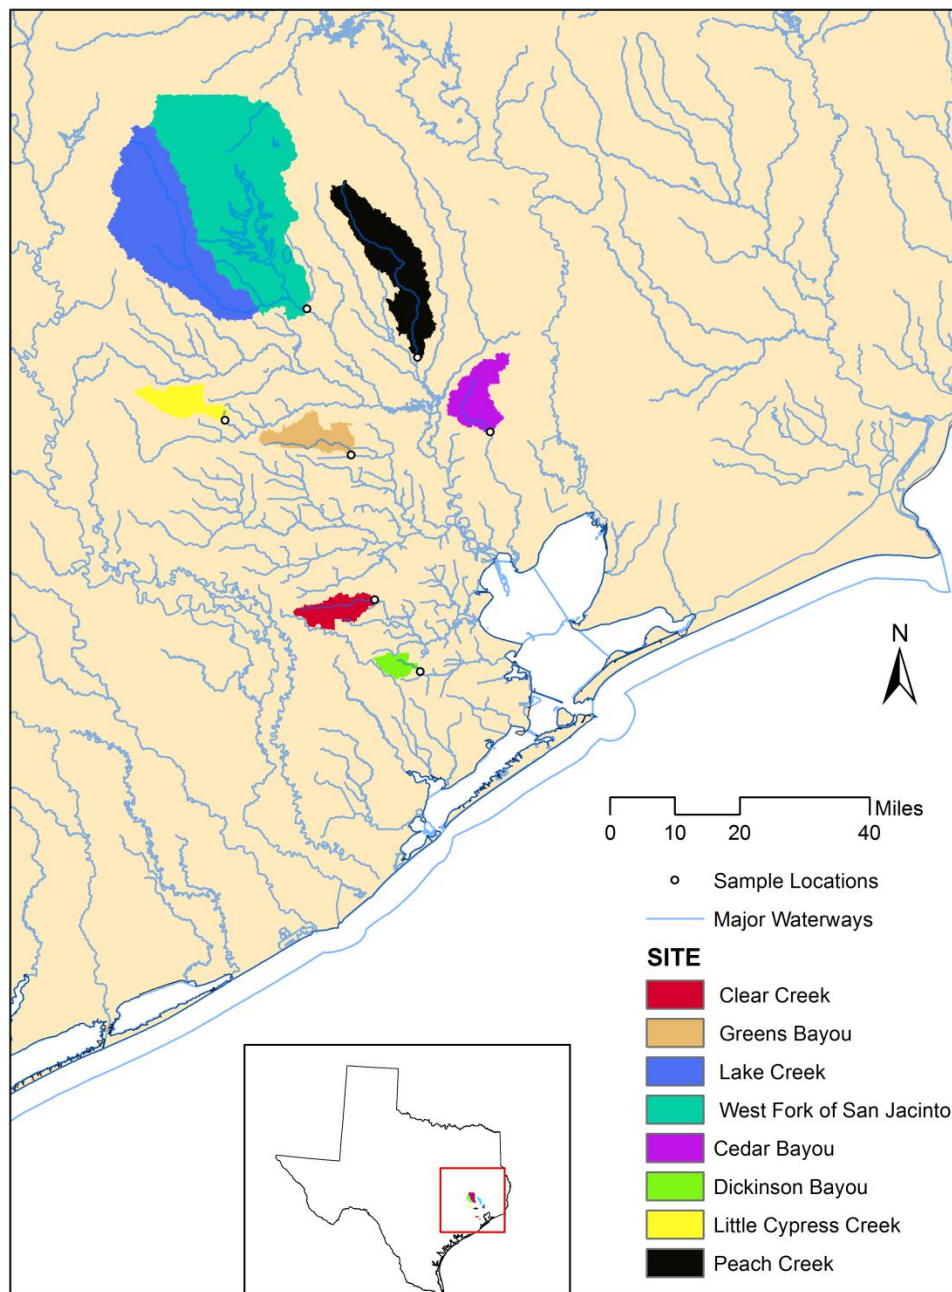 N
Miles
0 10 20 40
Sample Locations
Major Waterways
SITE
Clear Creek
Greens Bayou
Lake Creek
West Fork of San Jacinto
Cedar Bayou
Dickinson Bayou
Little Cypress Creek
Peach Creek